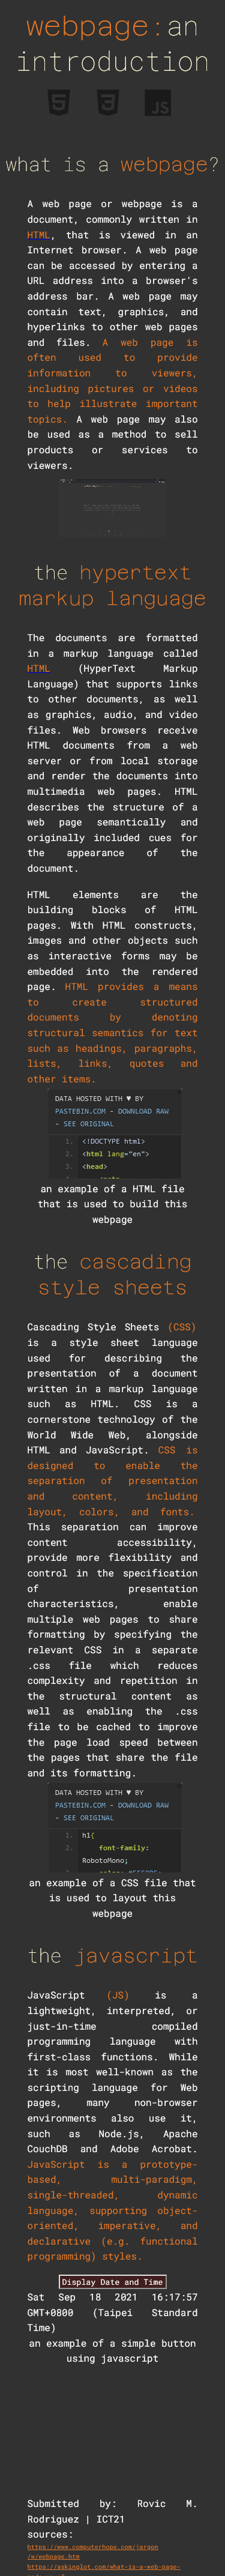 webpage:an
introduction
5
3
JS
what is a webpage?
A web page or webpage is a
document, commonly written in
HTML, that is viewed in an
Internet browser. A web page
can be accessed by entering a
URL address into a browser's
address bar. A web page may
contain text, graphics, and
hyperlinks to other web pages
and files. A web page is
often used to provide
information to viewers,
including pictures or videos
to help illustrate important
topics. A web page may also
be used as a method to sell
products or services to
viewers.
the hypertext
markup language
The documents are formatted
in a markup language called
HTML (HyperText Markup
Language) that supports links
to other documents, as well
as graphics, audio, and video
files. Web browsers receive
HTML documents from a web
server or from local storage
and render the documents into
multimedia web pages. HTML
describes the structure of a
web page semantically and
originally included cues for
the appearance of the
document.
HTML elements are the
building blocks of HTML
pages. With HTML constructs,
images and other objects such
as interactive forms may be
embedded into the rendered
page. HTML provides a means
to create structured
documents by denoting
structural semantics for text
such as headings, paragraphs,
lists, links, quotes and
other items.
DATA HOSTED WITH ♥ BY
PASTEBIN.COM - DOWNLOAD RAW
- SEE ORIGINAL
1. <!DOCTYPE html>
2. <html lang="en">
3. <head>
an example of a HTML file
that is used to build this
webpage
the cascading
style sheets
Cascading Style Sheets (CSS)
is a style sheet language
used for describing the
presentation of a document
written in a markup language
such as HTML. CSS is a
cornerstone technology of the
World Wide Web, alongside
HTML and JavaScript. CSS is
designed to enable the
separation of presentation
and content, including
layout, colors, and fonts.
This separation can improve
content accessibility,
provide more flexibility and
control in the specification
of presentation
characteristics, enable
multiple web pages to share
formatting by specifying the
relevant CSS in a separate
.css file which reduces
complexity and repetition in
the structural content as
well as enabling the .css
file to be cached to improve
the page load speed between
the pages that share the file
and its formatting.
DATA HOSTED WITH ♥ BY
PASTEBIN.COM - DOWNLOAD RAW
- SEE ORIGINAL
1. h1{
2. font-family:
RobotoMono;
an example of a CSS file that
is used to layout this
webpage
the javascript
JavaScript (JS) is a
lightweight, interpreted, or
just-in-time compiled
programming language with
first-class functions. While
it is most well-known as the
scripting language for Web
pages, many non-browser
environments also use it,
such as Node.js, Apache
CouchDB and Adobe Acrobat.
JavaScript is a prototype-
based, multi-paradigm,
single-threaded, dynamic
language, supporting object-
oriented, imperative, and
declarative (e.g. functional
programming) styles.
Display Date and Time
Sat Sep 18 2021 16:17:57
GMT+0800 (Taipei Standard
Time)
an example of a simple button
using javascript
Submitted by: Rovic M.
Rodriguez | ICT21
sources:
https://www.computerhope.com/jargon
/w/webpage.htm
https://askinglot.com/what-is-a-web-page-